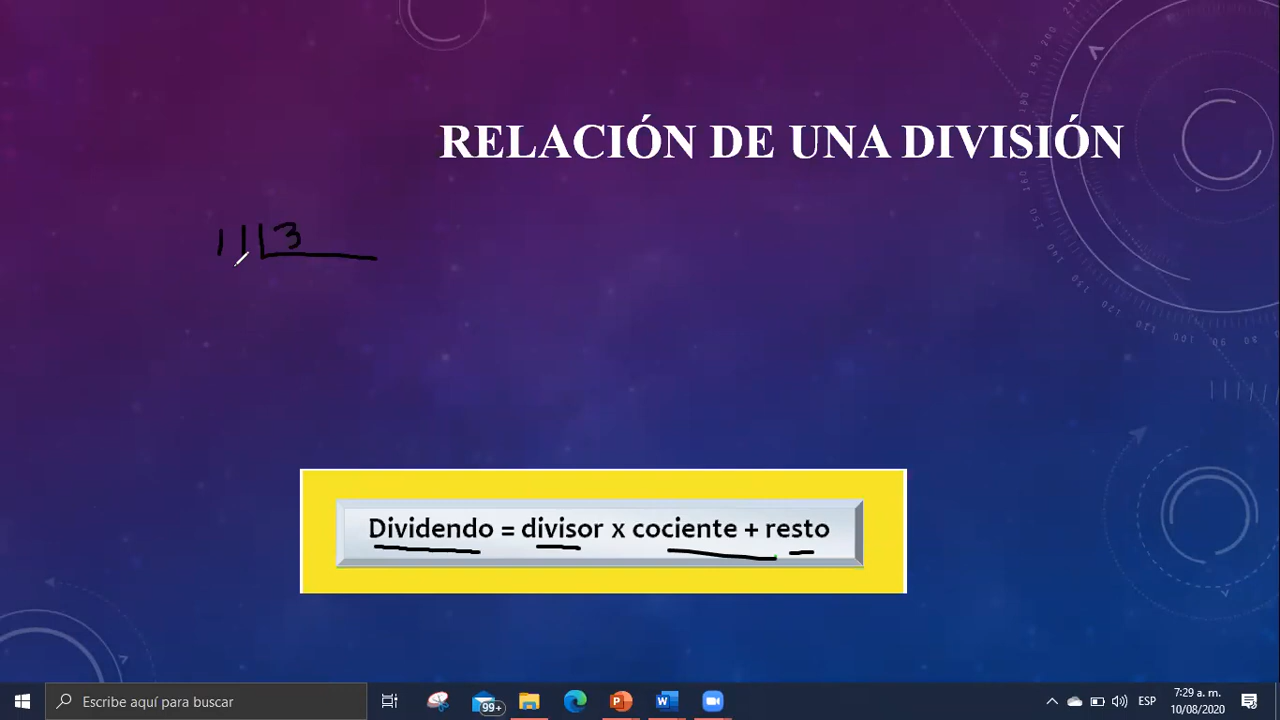 RELACIÓN DE UNA DIVISIÓN
11 3
Dividendo = divisor x cociente + resto
Escribe aquí para buscar
99+
ESP
7:29 a. m.
10/08/2020